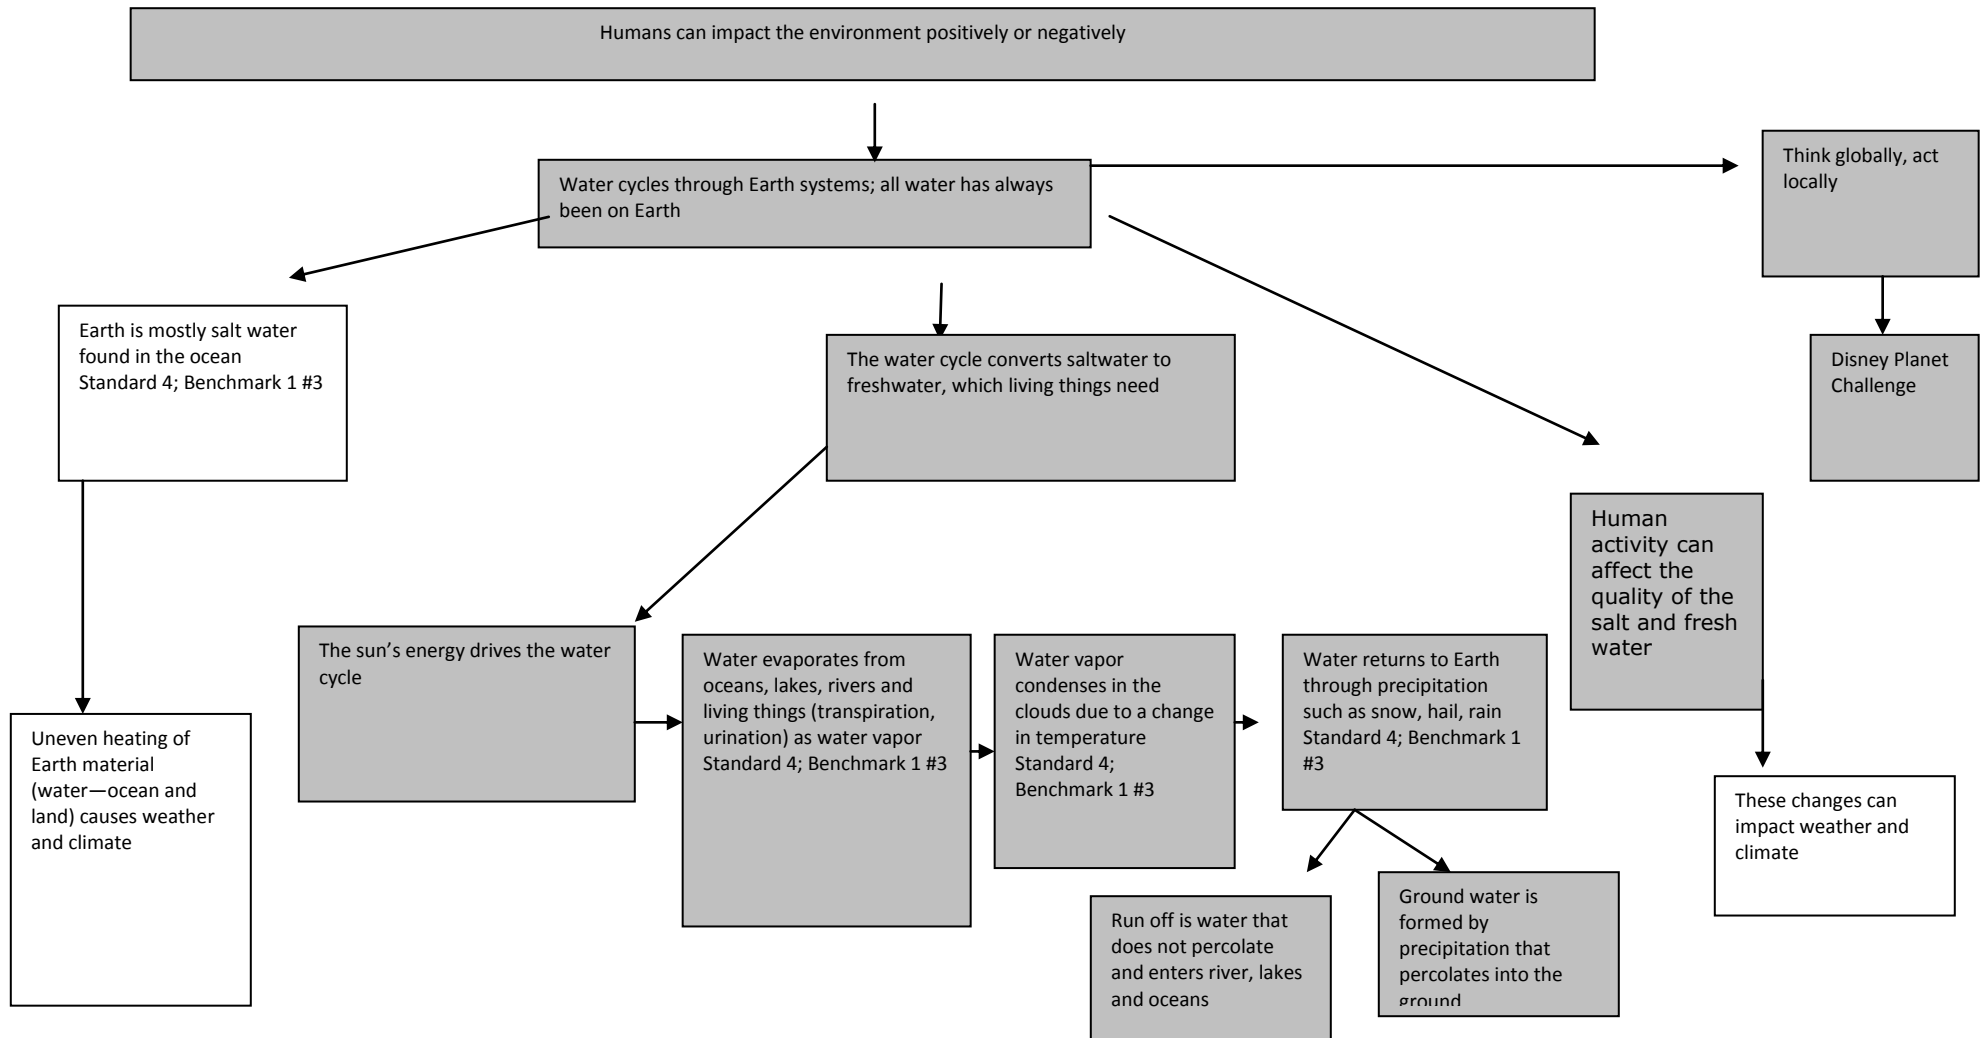 Humans can impact the environment positively or negatively
Think globally, act
locally
Water cycles through Earth systems; all water has always
been on Earth
Earth is mostly salt water
found in the ocean
Standard 4; Benchmark 1 #3
The water cycle converts saltwater to
freshwater, which living things need
Disney Planet
Challenge
Human
activity can
affect the
quality of the
salt and fresh
water
The sun’s energy drives the water
cycle
Water evaporates from
oceans, lakes, rivers and
living things (transpiration,
urination) as water vapor
Standard 4; Benchmark 1 #3
Water vapor
condenses in the
clouds due to a change
in temperature
Standard 4;
Benchmark 1 #3
Water returns to Earth
through precipitation
such as snow, hail, rain
Standard 4; Benchmark 1
#3
Uneven heating of
Earth material
(water—ocean and
land) causes weather
and climate
These changes can
impact weather and
climate
Run off is water that
does not percolate
and enters river, lakes
and oceans
Ground water is
formed by
precipitation that
percolates into the
ground